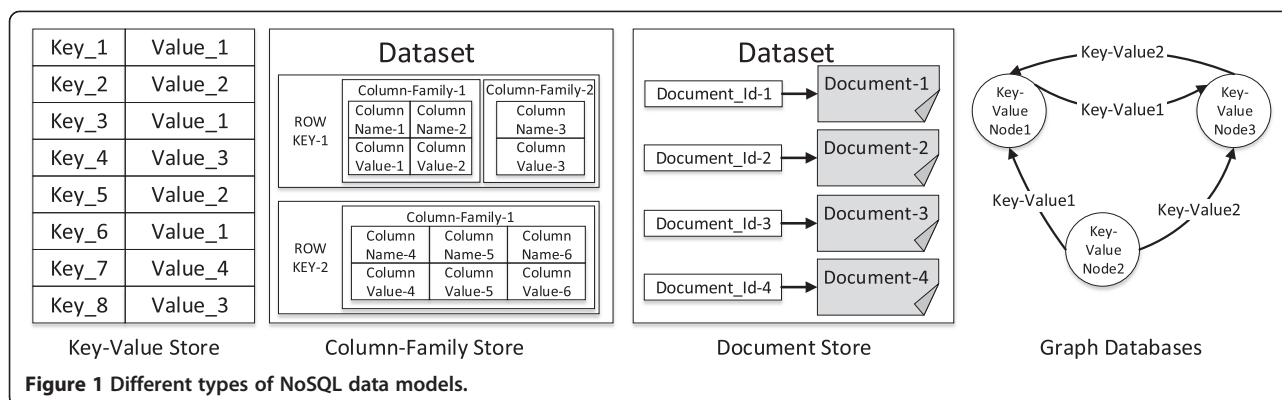 Key_1 Value_1
Key_2 Value_2
Key_3 Value_1
Key_4 Value_3
Key_5 Value_2
Key_6 Value_1
Key_7 Value_4
Key_8 Value_3
Key-Value Store
Dataset
ROW
KEY-1
Column-Family-1
Column
Name-1
Column
Name-2
Column
Value-1
Column
Value-2
Column-Family-2
Column
Name-3
Column
Value-3
ROW
KEY-2
Column-Family-1
Column
Name-4
Column
Name-5
Column
Name-6
Column
Value-4
Column
Value-5
Column
Value-6
Column-Family Store
Dataset
Document_Id-1 Document-1
Document_Id-2 Document-2
Document_Id-3 Document-3
Document_Id-4 Document-4
Document Store
Key-Value2
Key-
Value
Node1
Key-Value1
Key-
Value
Node3
Key-Value1
Key-Value2
Key-
Value
Node2
Graph Databases
Figure 1 Different types of NoSQL data models.